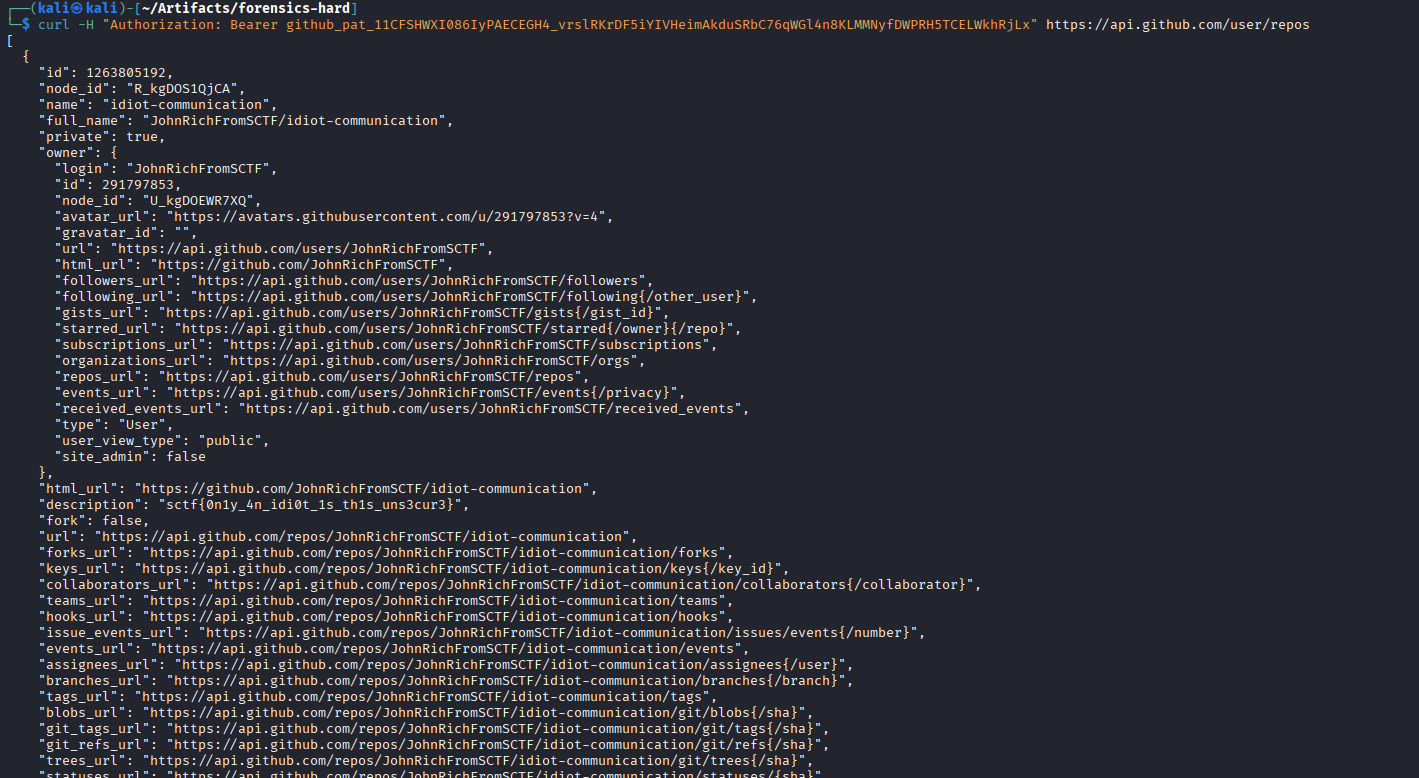 ┌──(kali㉿kali)-[~/Artifacts/forensics-hard]
└─$ curl -H "Authorization: Bearer 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" https://api.github.com/user/repos
[
  {
    "id": 1263805192,
    "node_id": "R_kgDOS1QjCA",
    "name": "idiot-communication",
    "full_name": "JohnRichFromSCTF/idiot-communication",
    "private": true,
    "owner": {
      "login": "JohnRichFromSCTF",
      "id": 291797853,
      "node_id": "U_kgDOEWR7XQ",
      "avatar_url": "https://avatars.githubusercontent.com/u/291797853?v=4",
      "gravatar_id": "",
      "url": "https://api.github.com/users/JohnRichFromSCTF",
      "html_url": "https://github.com/JohnRichFromSCTF",
      "followers_url": "https://api.github.com/users/JohnRichFromSCTF/followers",
      "following_url": "https://api.github.com/users/JohnRichFromSCTF/following{/other_user}",
      "gists_url": "https://api.github.com/users/JohnRichFromSCTF/gists{/gist_id}",
      "starred_url": "https://api.github.com/users/JohnRichFromSCTF/starred{/owner}{/repo}",
      "subscriptions_url": "https://api.github.com/users/JohnRichFromSCTF/subscriptions",
      "organizations_url": "https://api.github.com/users/JohnRichFromSCTF/orgs",
      "repos_url": "https://api.github.com/users/JohnRichFromSCTF/repos",
      "events_url": "https://api.github.com/users/JohnRichFromSCTF/events{/privacy}",
      "received_events_url": "https://api.github.com/users/JohnRichFromSCTF/received_events",
      "type": "User",
      "user_view_type": "public",
      "site_admin": false
    },
    "html_url": "https://github.com/JohnRichFromSCTF/idiot-communication",
    "description": "sctf{0n1y_4n_idi0t_1s_th1s_uns3cur3}",
    "fork": false,
    "url": "https://api.github.com/repos/JohnRichFromSCTF/idiot-communication",
    "forks_url": "https://api.github.com/repos/JohnRichFromSCTF/idiot-communication/forks",
    "keys_url": "https://api.github.com/repos/JohnRichFromSCTF/idiot-communication/keys{/key_id}",
    "collaborators_url": "https://api.github.com/repos/JohnRichFromSCTF/idiot-communication/collaborators{/collaborator}",
    "teams_url": "https://api.github.com/repos/JohnRichFromSCTF/idiot-communication/teams",
    "hooks_url": "https://api.github.com/repos/JohnRichFromSCTF/idiot-communication/hooks",
    "issue_events_url": "https://api.github.com/repos/JohnRichFromSCTF/idiot-communication/issues/events{/number}",
    "events_url": "https://api.github.com/repos/JohnRichFromSCTF/idiot-communication/events",
    "assignees_url": "https://api.github.com/repos/JohnRichFromSCTF/idiot-communication/assignees{/user}",
    "branches_url": "https://api.github.com/repos/JohnRichFromSCTF/idiot-communication/branches{/branch}",
    "tags_url": "https://api.github.com/repos/JohnRichFromSCTF/idiot-communication/tags",
    "blobs_url": "https://api.github.com/repos/JohnRichFromSCTF/idiot-communication/git/blobs{/sha}",
    "git_tags_url": "https://api.github.com/repos/JohnRichFromSCTF/idiot-communication/git/tags{/sha}",
    "git_refs_url": "https://api.github.com/repos/JohnRichFromSCTF/idiot-communication/git/refs{/sha}",
    "trees_url": "https://api.github.com/repos/JohnRichFromSCTF/idiot-communication/git/trees{/sha}",
    "statuses_url": "https://api.github.com/repos/JohnRichFromSCTF/idiot-communication/statuses/{sha}"